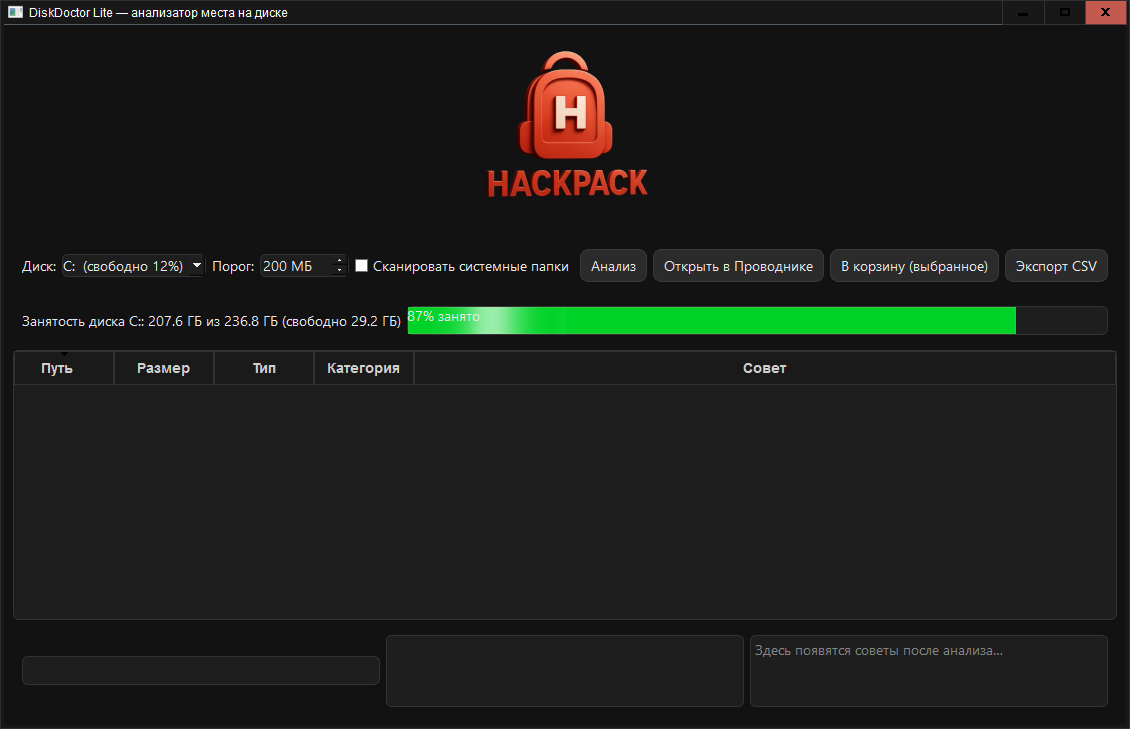 DiskDoctor Lite — анализатор места на диске
H
HACKPACK
Диск: C: (свободно 12%) Порог: 200 МБ Сканировать системные папки Анализ Открыть в Проводнике В корзину (выбранное) Экспорт CSV
Занятость диска C:: 207.6 ГБ из 236.8 ГБ (свободно 29.2 ГБ) 87% занято
Путь Размер Тип Категория Совет
Здесь появятся советы после анализа...